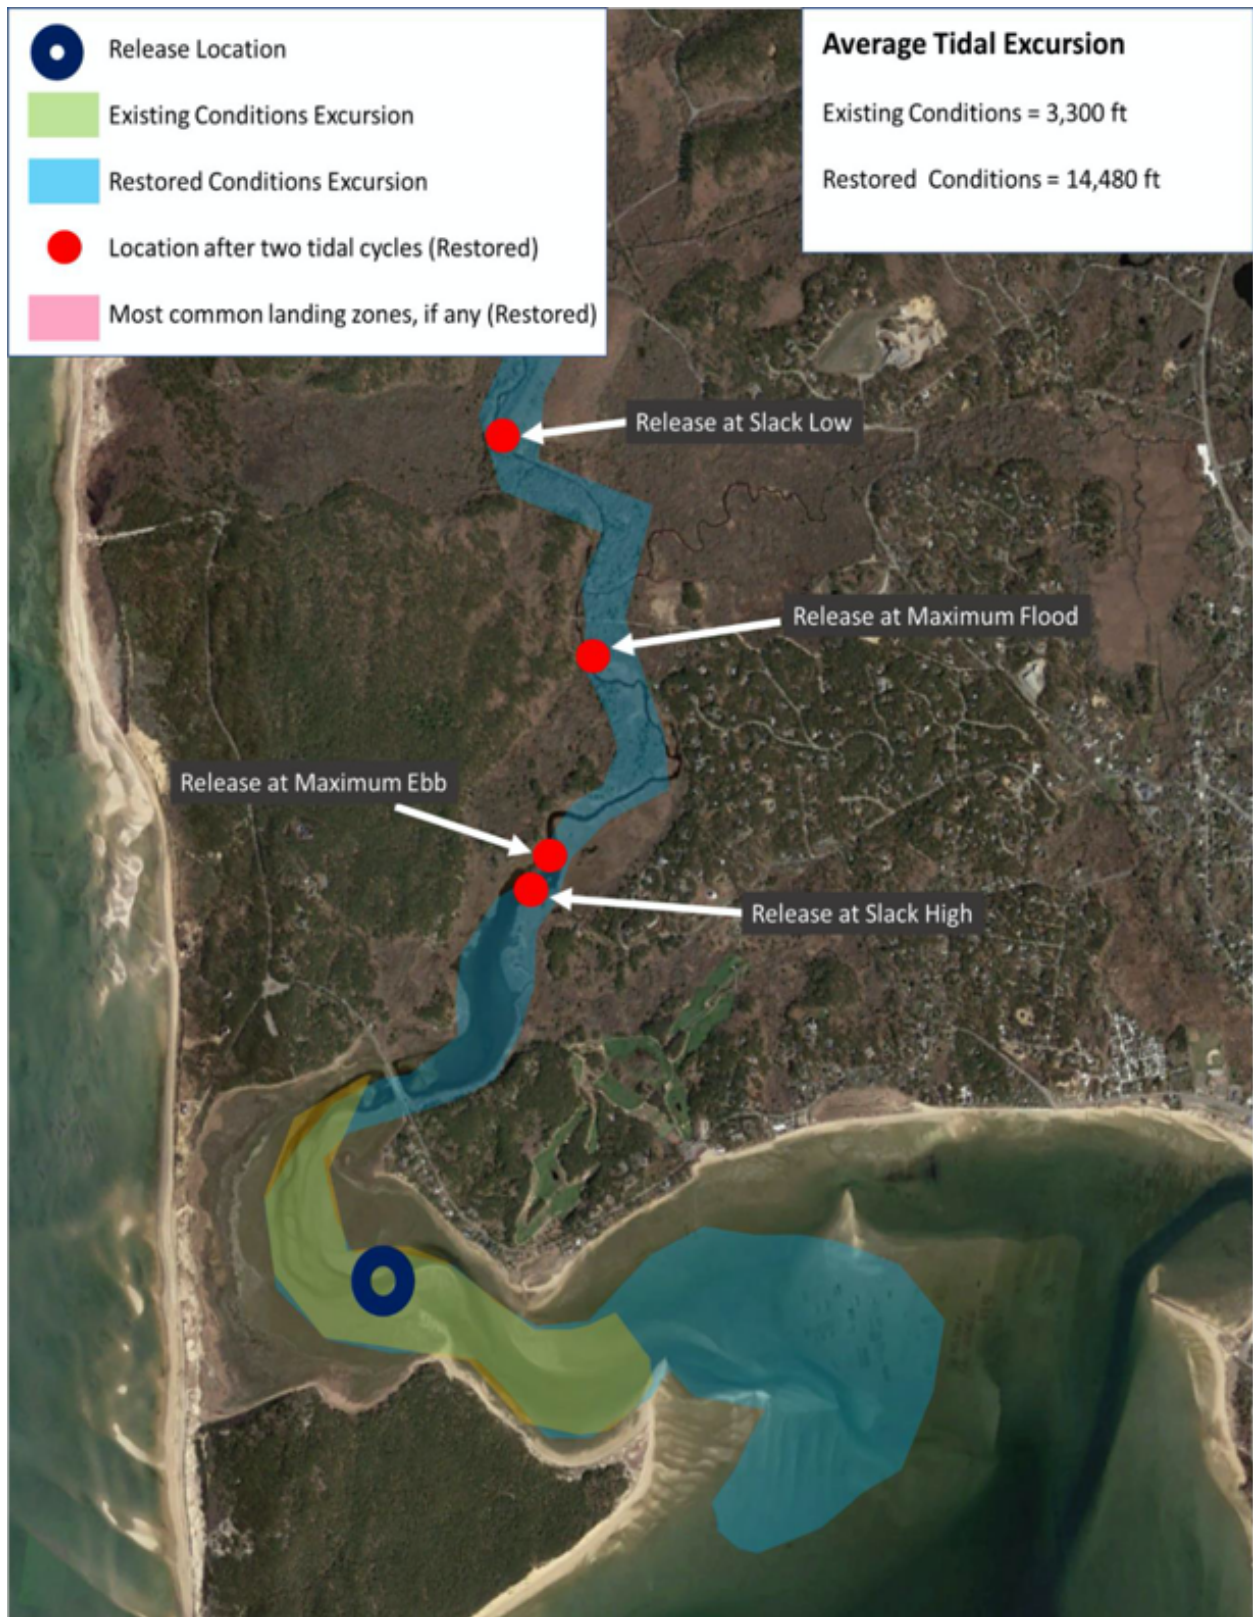 Release Location
Existing Conditions Excursion
Restored Conditions Excursion
Location after two tidal cycles (Restored)
Most common landing zones, if any (Restored)
Average Tidal Excursion
Existing Conditions = 3,300 ft
Restored Conditions = 14,480 ft
Release at Slack Low
Release at Maximum Flood
Release at Maximum Ebb
Release at Slack High